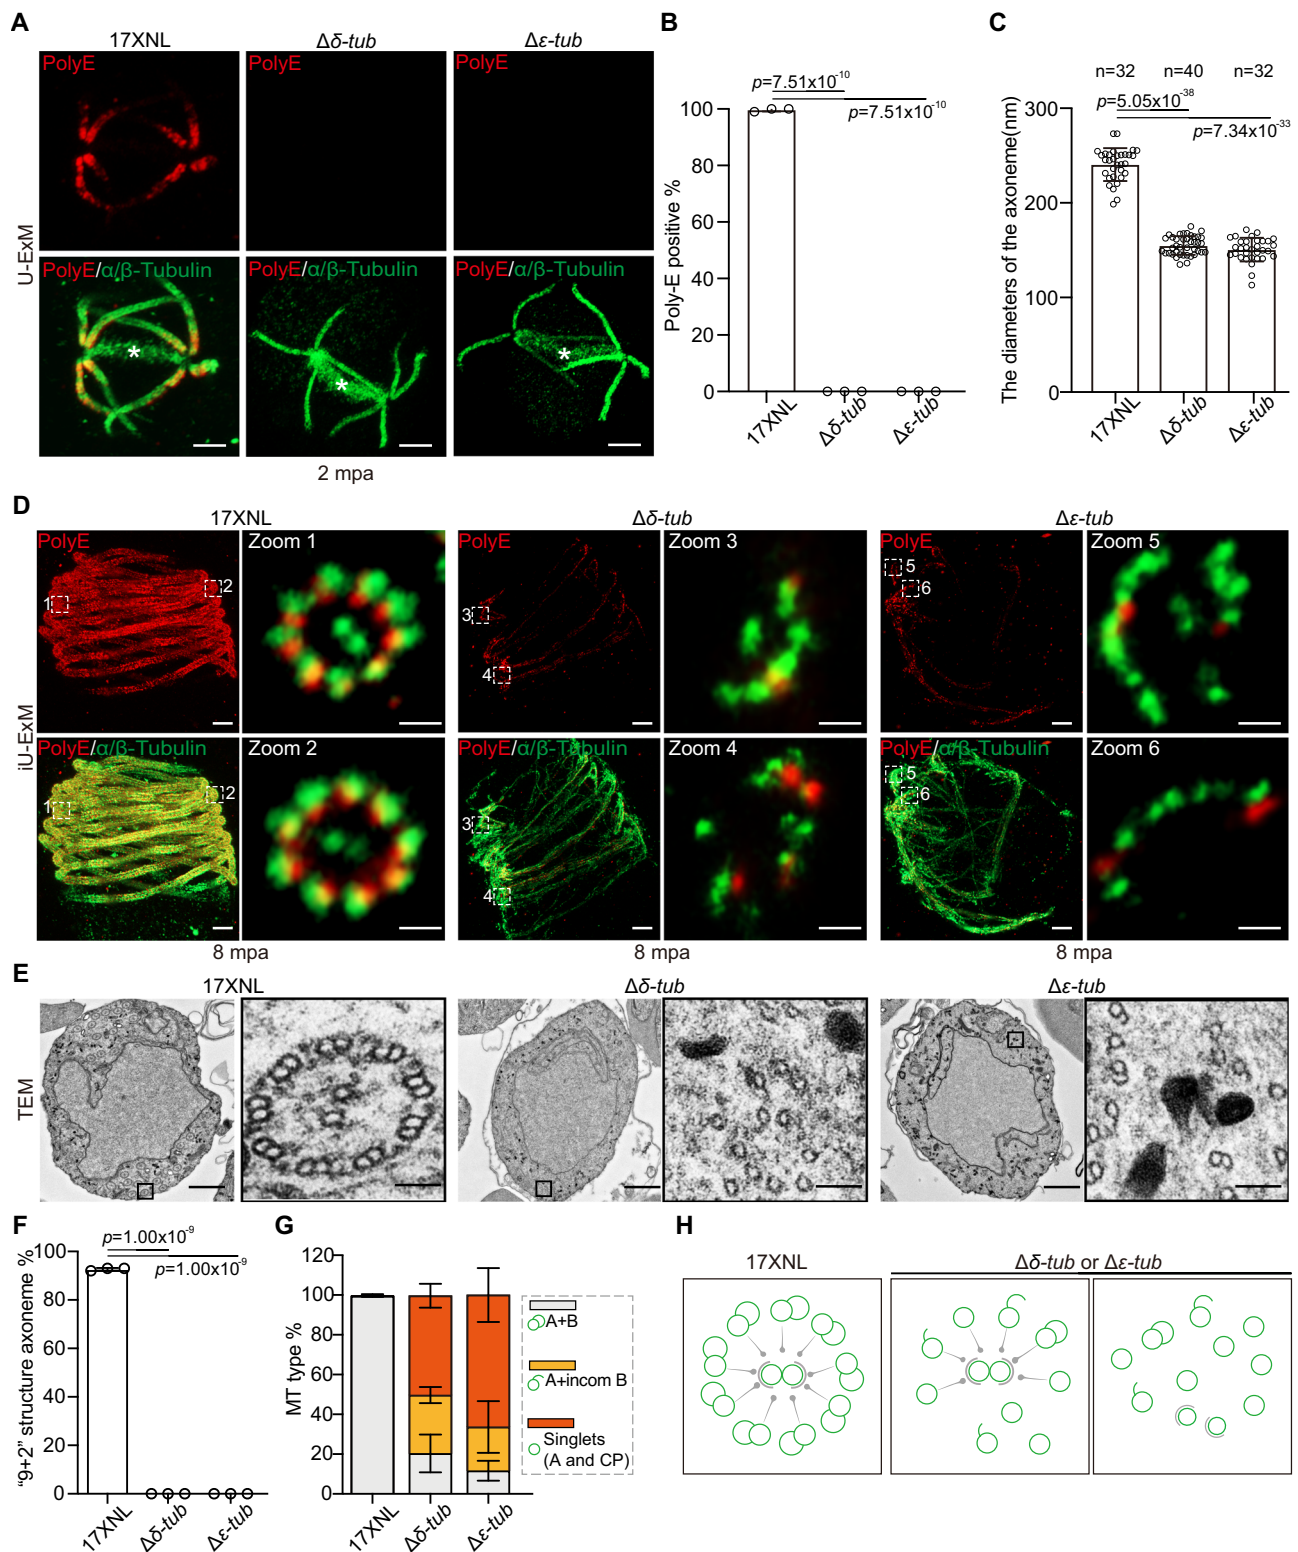 A
17XNL
Δδ-tub
Δε-tub
PolyE
PolyE
PolyE
U-ExM
PolyE/α/β-Tubulin
PolyE/α/β-Tubulin
PolyE/α/β-Tubulin
*
*
*
2 mpa
B
p=7.51x10-10
p=7.51x10-10
Poly-E positive %
100
80
60
40
20
0
17XNL
Δδ-tub
Δε-tub
C
n=32
n=40
n=32
p=5.05x10-38
p=7.34x10-33
The diameters of the axoneme(nm)
300
200
100
0
17XNL
Δδ-tub
Δε-tub
D
17XNL
Δδ-tub
Δε-tub
PolyE
Zoom 1
PolyE
Zoom 3
PolyE
Zoom 5
1
2
3
4
5
6
iU-ExM
PolyE/α/β-Tubulin
Zoom 2
PolyE/α/β-Tubulin
Zoom 4
PolyE/α/β-Tubulin
Zoom 6
1
2
3
4
5
6
8 mpa
8 mpa
8 mpa
E
17XNL
Δδ-tub
Δε-tub
TEM
F
p=1.00x10-9
p=1.00x10-9
“9+2” structure axoneme %
100
80
60
40
20
0
17XNL
Δδ-tub
Δε-tub
G
MT type %
120
100
80
60
40
20
0
17XNL
Δδ-tub
Δε-tub
A+B
A+incom B
Singlets
(A and CP)
H
17XNL
Δδ-tub or Δε-tub